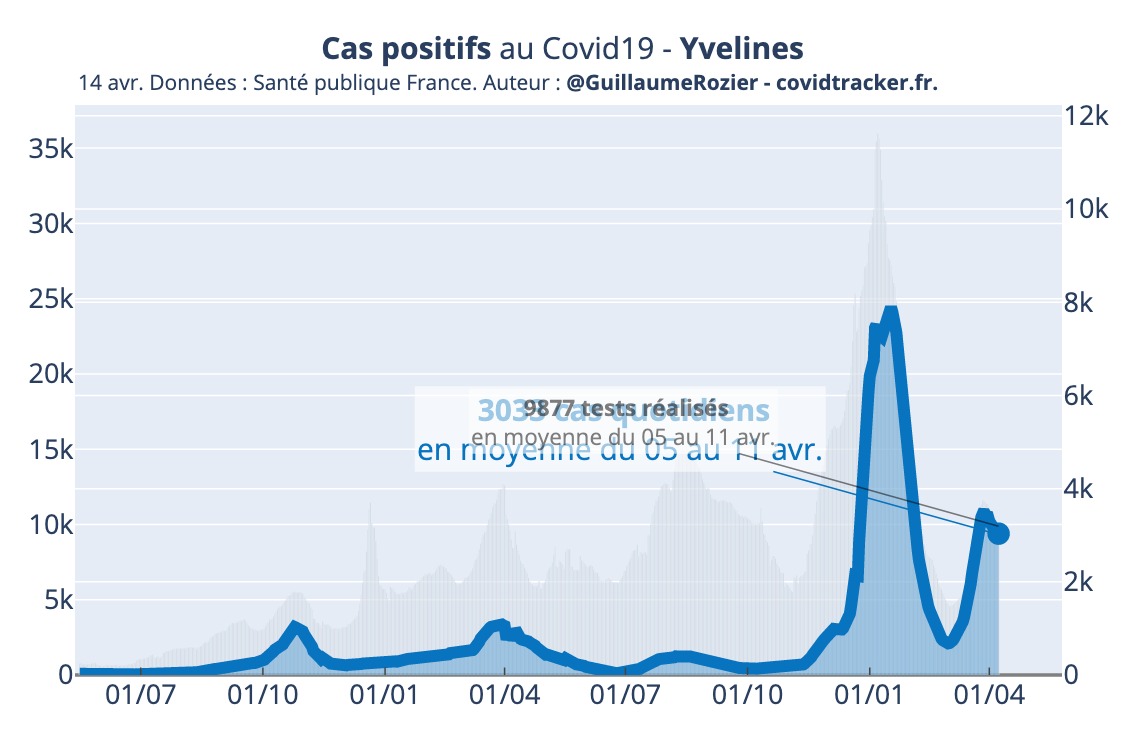 Cas positifs au Covid19 - Yvelines
14 avr. Données : Santé publique France. Auteur : @GuillaumeRozier - covidtracker.fr.
12k
35k
10k
30k
25k
8k
20k
6k
3033 cas quotidiens
9877 tests réalisés
en moyenne du 05 au 11 avr.
en moyenne du 05 au 11 avr.
15k
4k
10k
2k
5k
0
0
01/07 01/10 01/01 01/04 01/07 01/10 01/01 01/04